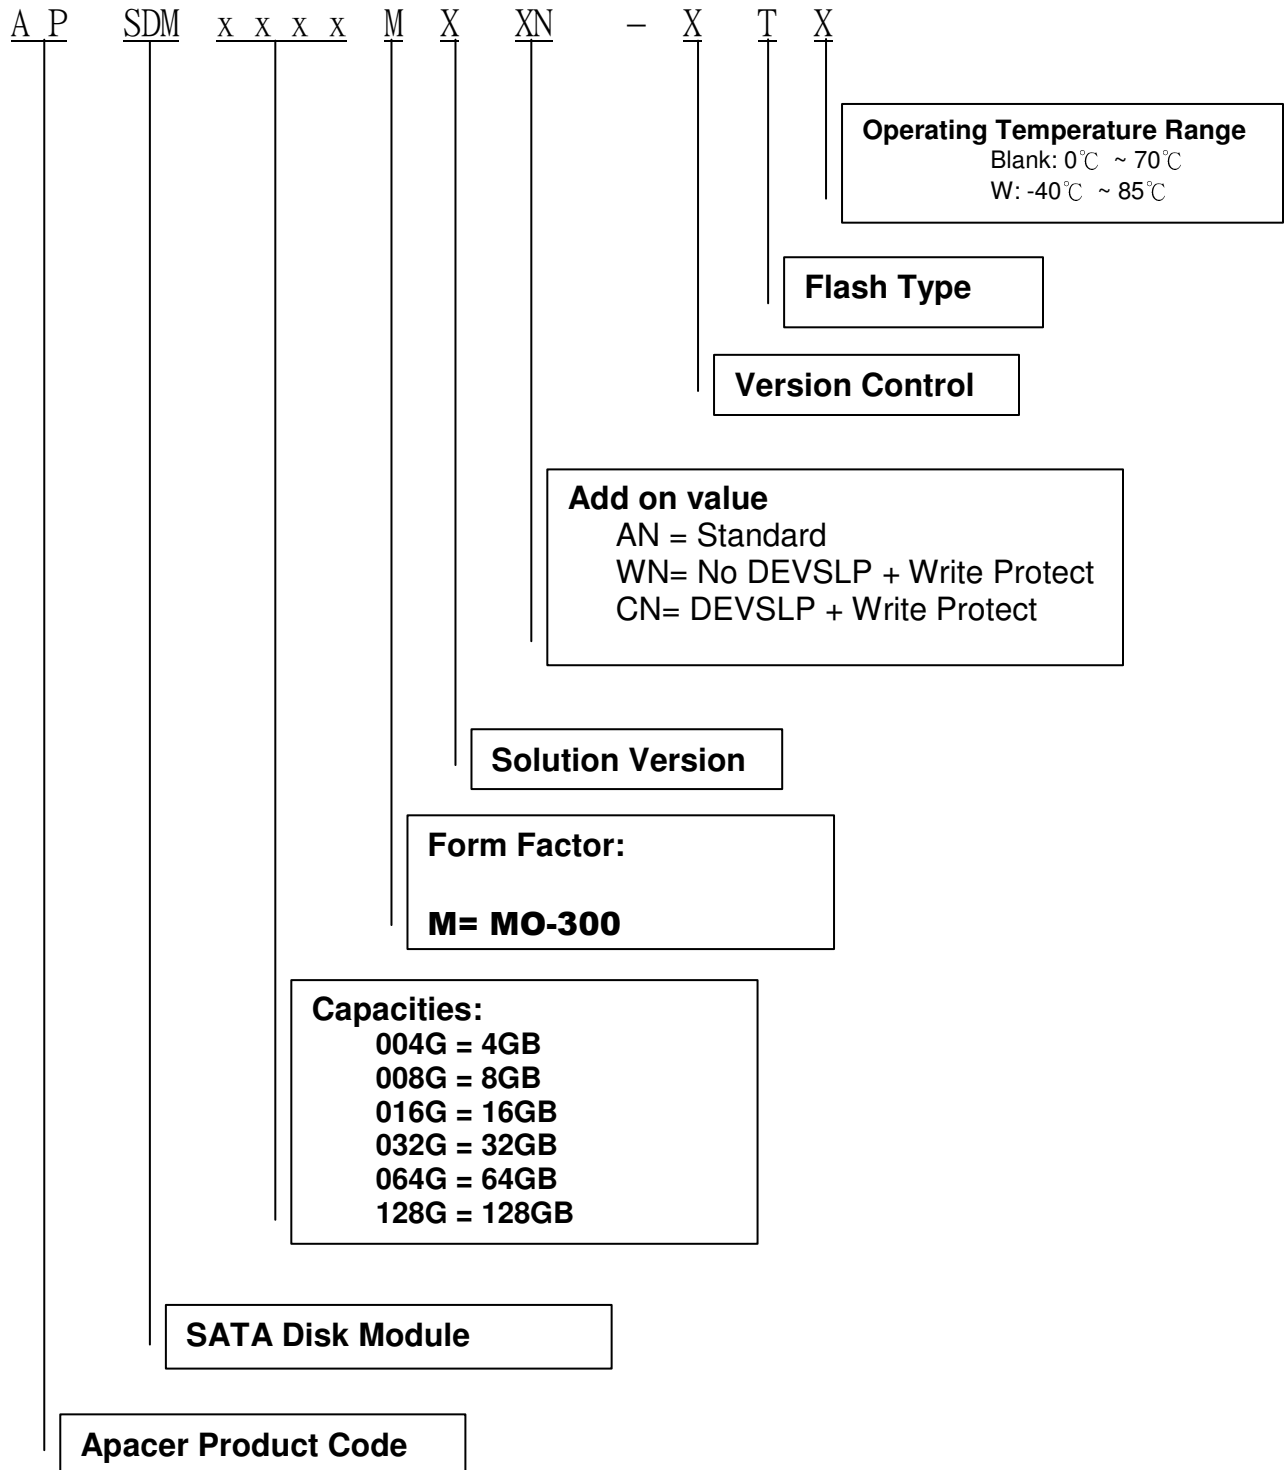 A P SDM x x x x M X XN - X T X
Operating Temperature Range
Blank: 0℃ ~ 70℃
W: -40℃ ~ 85℃
Flash Type
Version Control
Add on value
AN = Standard
WN= No DEVSLP + Write Protect
CN= DEVSLP + Write Protect
Solution Version
Form Factor:
M= MO-300
Capacities:
004G = 4GB
008G = 8GB
016G = 16GB
032G = 32GB
064G = 64GB
128G = 128GB
SATA Disk Module
Apacer Product Code